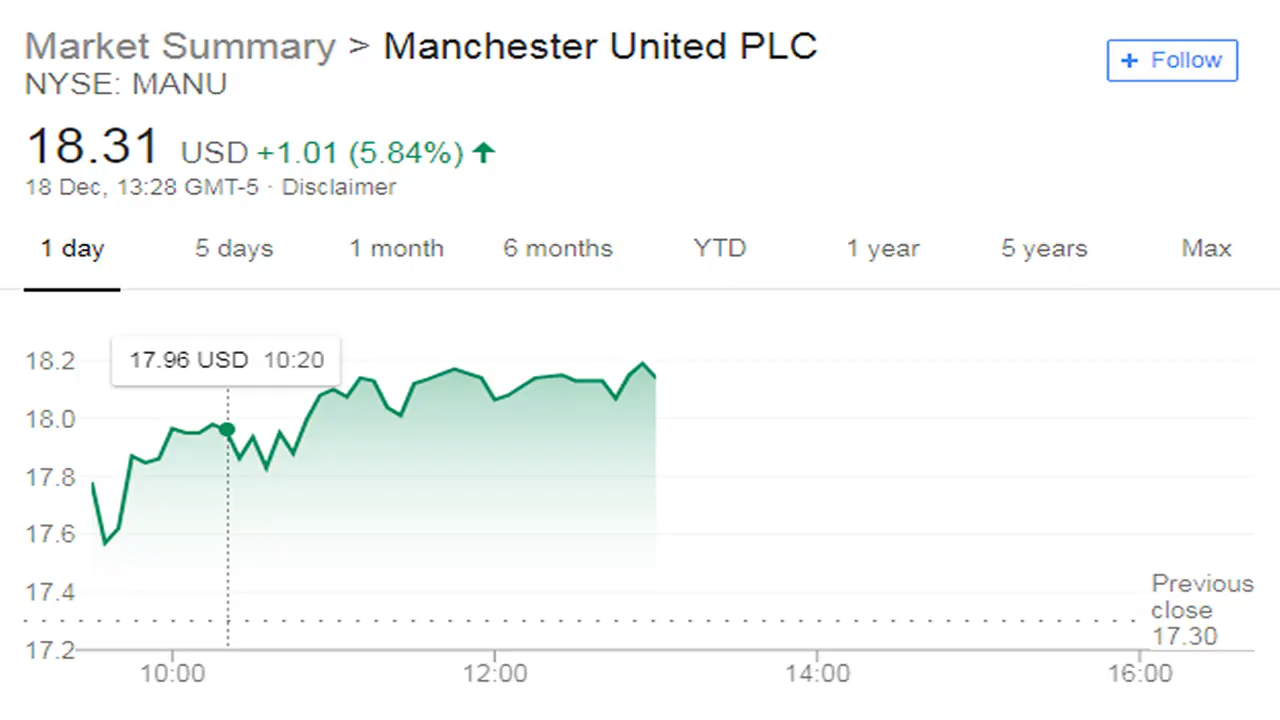 Market Summary > Manchester United PLC
NYSE: MANU
+ Follow
18.31 USD +1.01 (5.84%) ↑
18 Dec, 13:28 GMT-5 · Disclaimer
1 day 5 days 1 month 6 months YTD 1 year 5 years Max
17.96 USD 10:20
18.2
18.0
17.8
17.6
17.4
17.2
Previous
close
17.30
10:00 12:00 14:00 16:00